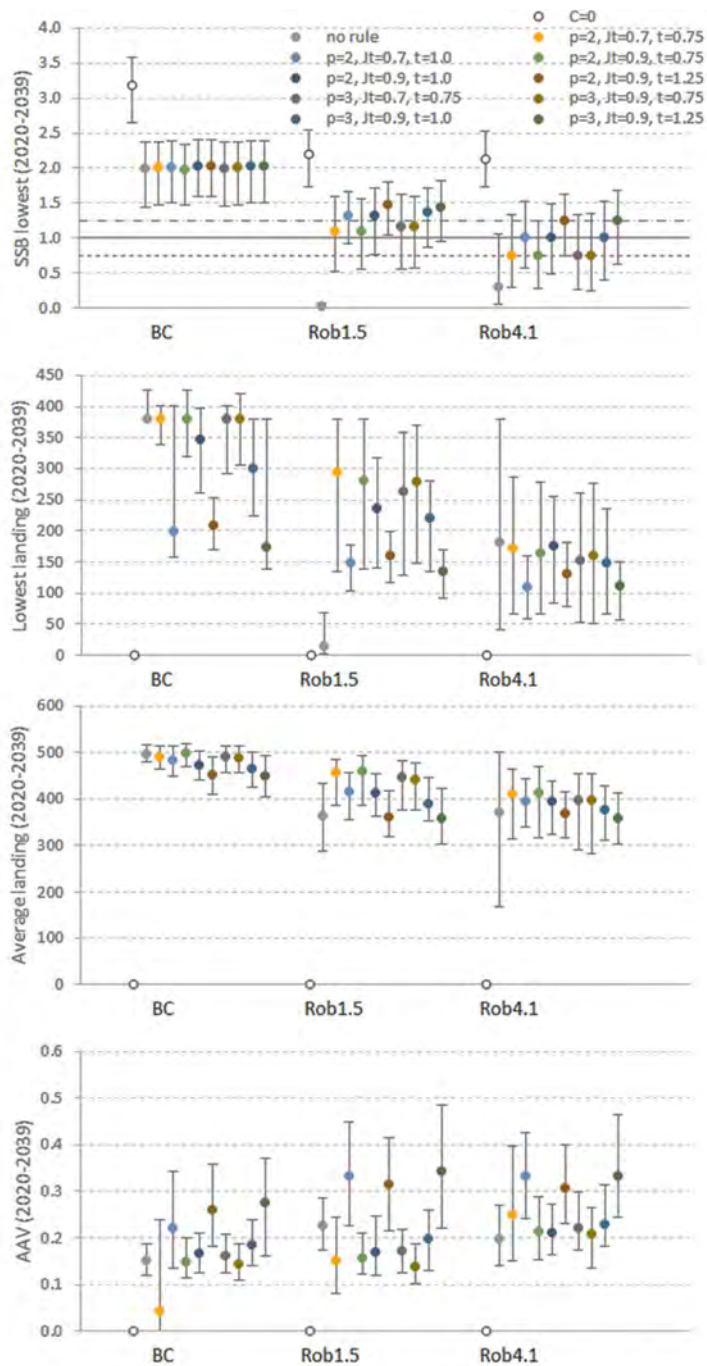 C=0
no rule
p=2, Jt=0.7, t=0.75
p=2, Jt=0.7, t=1.0
p=2, Jt=0.9, t=0.75
p=2, Jt=0.9, t=1.0
p=2, Jt=0.9, t=1.25
p=3, Jt=0.7, t=0.75
p=3, Jt=0.9, t=0.75
p=3, Jt=0.9, t=1.0
p=3, Jt=0.9, t=1.25
SSB lowest (2020-2039)
4.0
3.5
3.0
2.5
2.0
1.5
1.0
0.5
0.0
BC Rob1.5 Rob4.1
Lowest landing (2020-2039)
450
400
350
300
250
200
150
100
50
0
BC Rob1.5 Rob4.1
Average landing (2020-2039)
600
500
400
300
200
100
0
BC Rob1.5 Rob4.1
AAV (2020-2039)
0.6
0.5
0.4
0.3
0.2
0.1
0.0
BC Rob1.5 Rob4.1